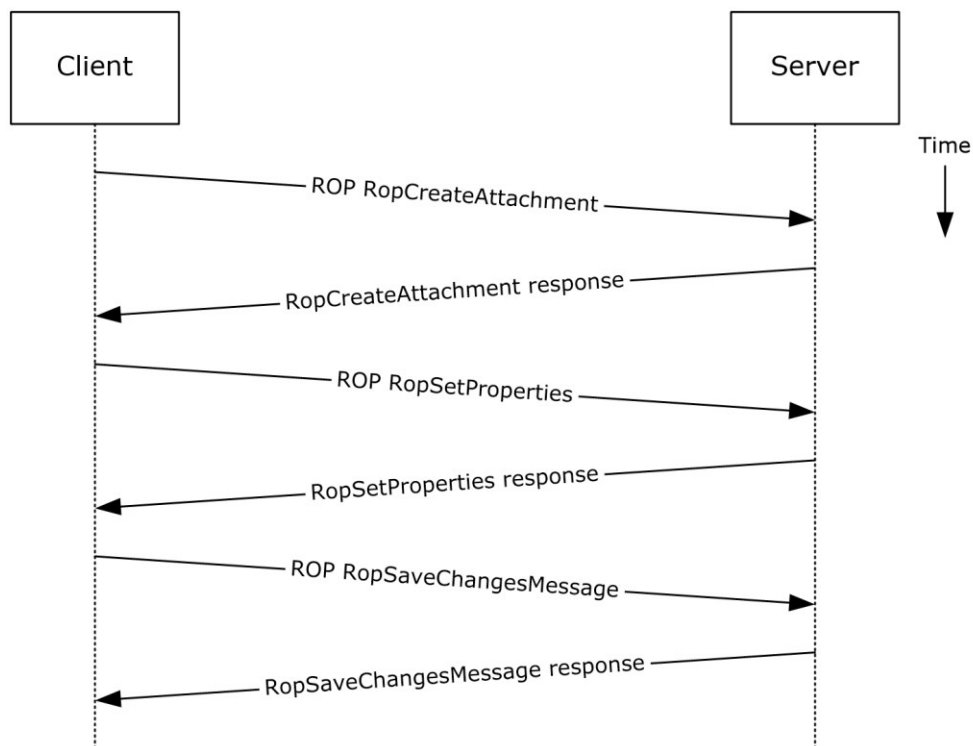 Client
Server
Time
ROP RopCreateAttachment
RopCreateAttachment response
ROP RopSetProperties
RopSetProperties response
ROP RopSaveChangesMessage
RopSaveChangesMessage response